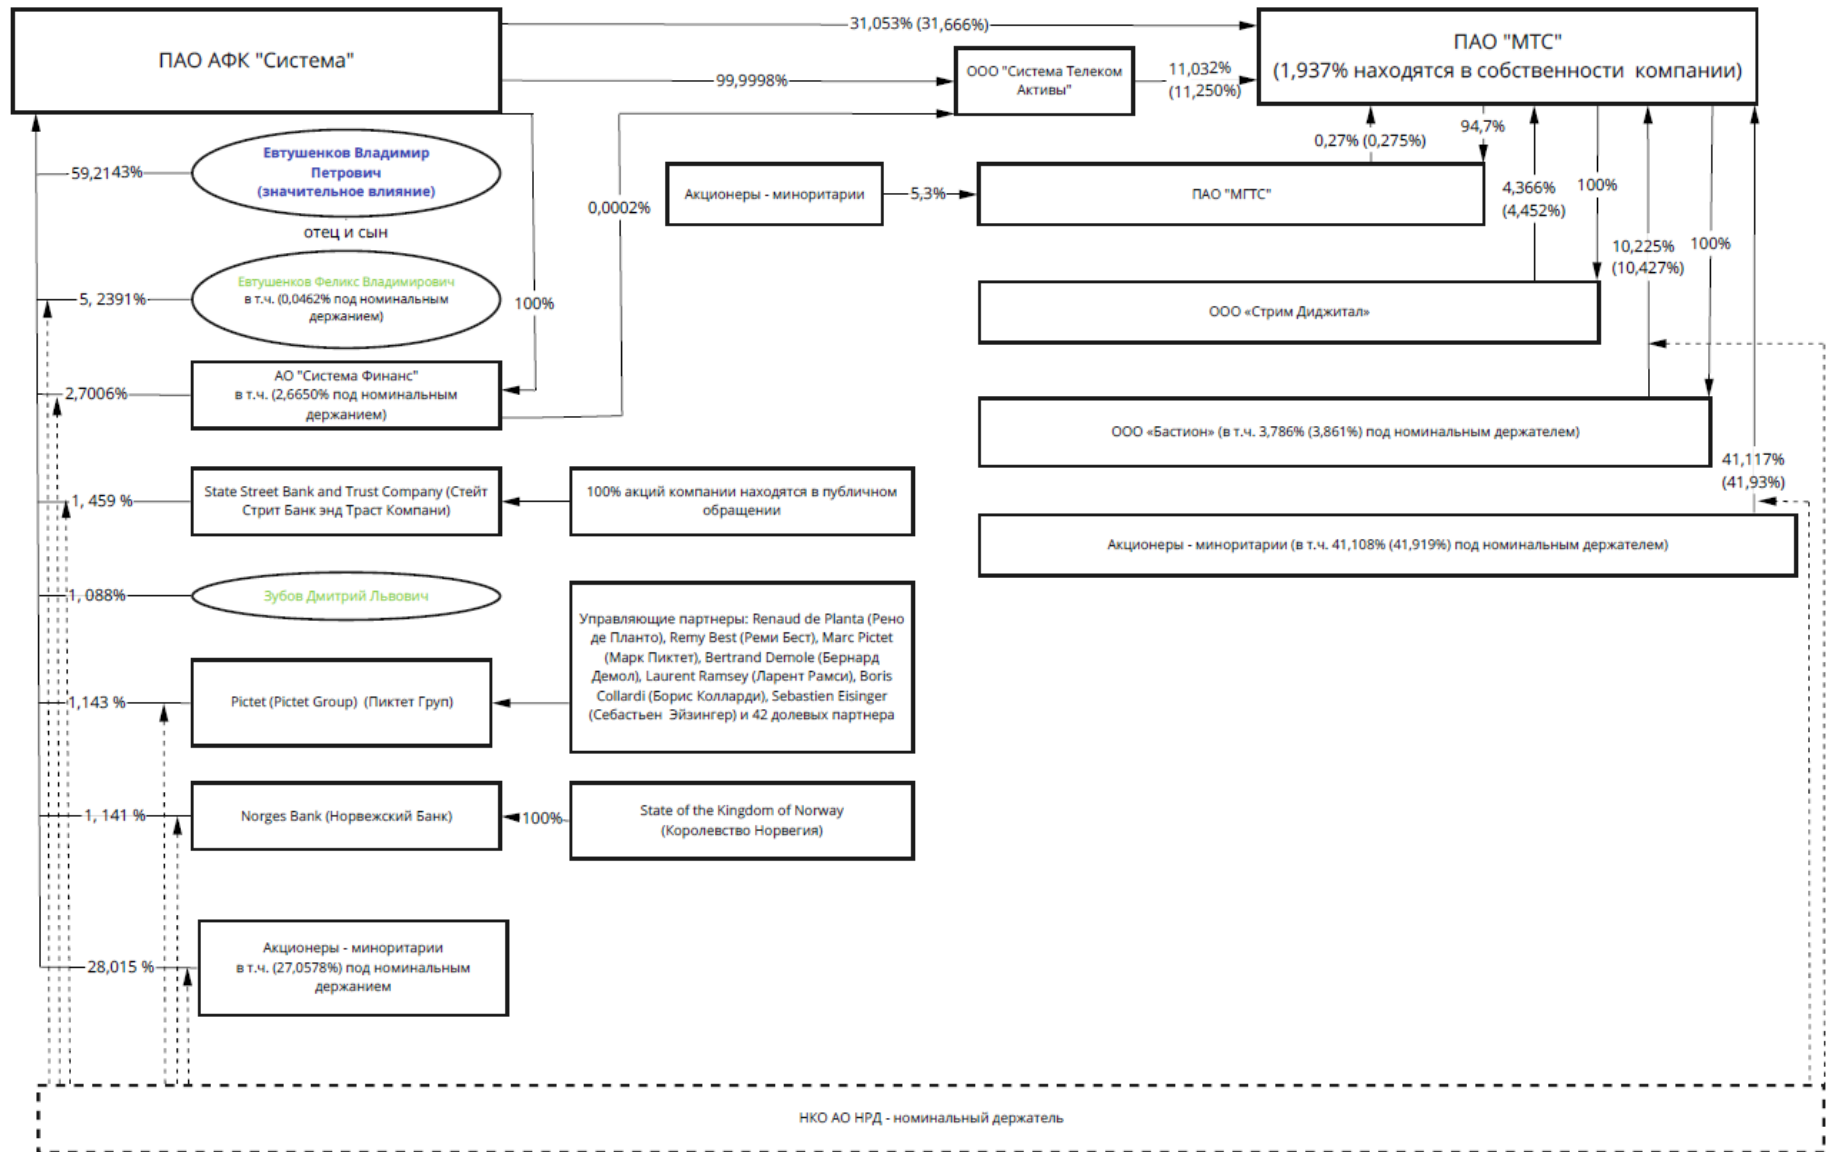 31,053% (31,666%)
ПАО АФК "Система"
ПАО "МТС"
(1,937% находятся в собственности компании)
99,9998%
ООО "Система Телеком
Активы"
11,032%
(11,250%)
0,27% (0,275%)
94,7%
59,2143%
Евтушенков Владимир
Петрович
(значительное влияние)
0,0002%
Акционеры - миноритарии
5,3%
ПАО "МГТС"
4,366%
(4,452%)
100%
отец и сын
10,225%
(10,427%)
100%
5, 2391%
Евтушенков Феликс Владимирович
в т.ч. (0,0462% под номинальным
держанием)
100%
ООО «Стрим Диджитал»
2,7006%
АО "Система Финанс"
в т.ч. (2,6650% под номинальным
держанием)
ООО «Бастион» (в т.ч. 3,786% (3,861%) под номинальным держателем)
41,117%
(41,93%)
1, 459 %
State Street Bank and Trust Company (Стейт
Стрит Банк энд Траст Компани)
100% акций компании находятся в публичном
обращении
Акционеры - миноритарии (в т.ч. 41,108% (41,919%) под номинальным держателем)
1, 088%
Зубов Дмитрий Львович
Управляющие партнеры: Renaud de Planta (Рено
де Планто), Remy Best (Реми Бест), Marc Pictet
(Марк Пиктет), Bertrand Demole (Бернард
Демол), Laurent Ramsey (Ларент Рамси), Boris
Collardi (Борис Колларди), Sebastien Eisinger
(Себастьен Эйзингер) и 42 долевых партнера
1,143 %
Pictet (Pictet Group) (Пиктет Груп)
1, 141 %
Norges Bank (Норвежский Банк)
100%
State of the Kingdom of Norway
(Королевство Норвегия)
28,015 %
Акционеры - миноритарии
в т.ч. (27,0578%) под номинальным
держанием
НКО АО НРД - номинальный держатель